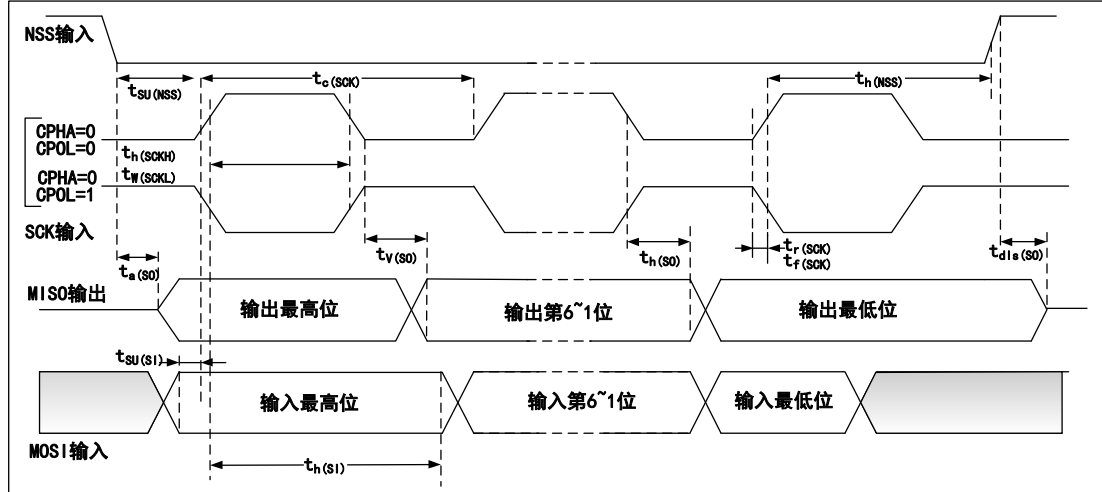 NSS输入
tSU(NSS)
tc(SCK)
th(NSS)
CPHA=0
CPOL=0
th(SCKH)
tW(SCKL)
CPHA=0
CPOL=1
SCK输入
ta(SO)
tV(SO)
th(SO)
tr(SCK)
tf(SCK)
tdis(SO)
MISO输出
输出最高位
输出第6~1位
输出最低位
tSU(SI)
输入最高位
输入第6~1位
输入最低位
MOSI输入
th(SI)